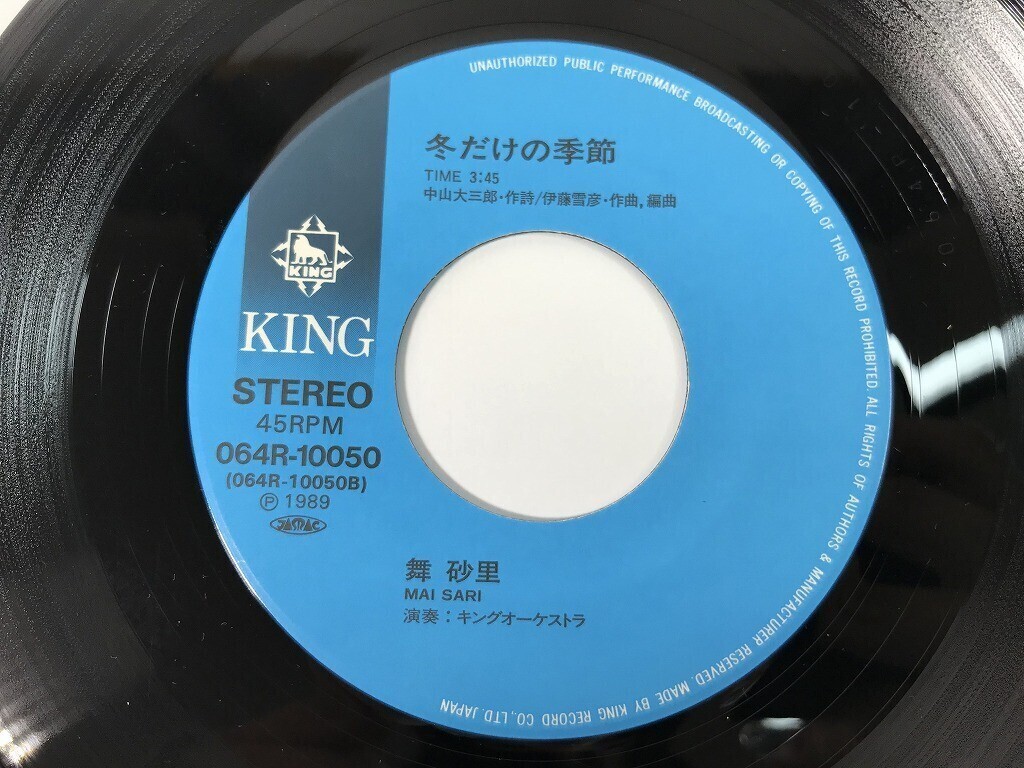 UNAUTHORIZED PUBLIC PERFORMANCE BROADCASTING OR COPYING OF THIS RECORD PROHIBITED. ALL RIGHTS OF AUTHORS & MANUFACTURER RESERVED. MADE BY KING RECORD CO., LTD. JAPAN
冬だけの季節
TIME 3:45
中山大三郎・作詩/伊藤雪彦・作曲,編曲
KING
KING
STEREO
45RPM
064R-10050
(064R-10050B)
Ⓟ 1989
JASRAC
舞 砂里
MAI SARI
演奏:キングオーケストラ